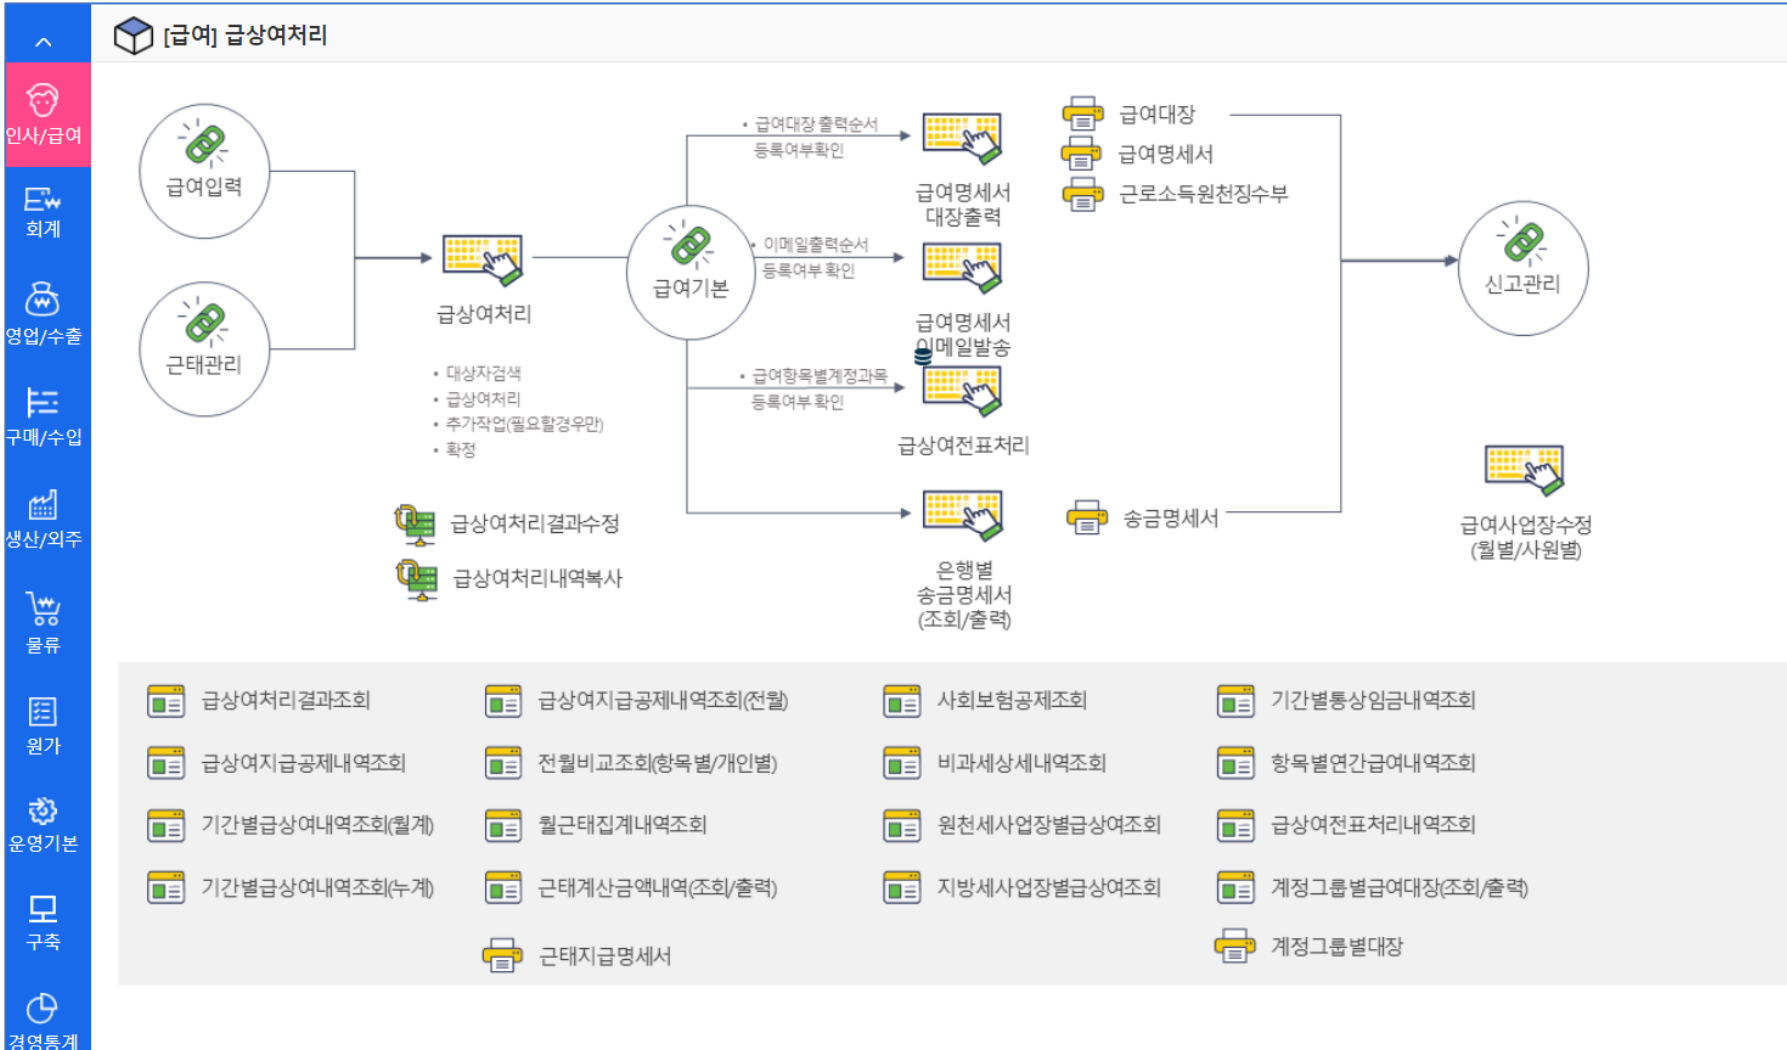 [급여] 급상여처리
인사/급여
회계
영업/수출
구매/수입
생산/외주
물류
원가
운영기본
구축
경영통계
급여입력
근태관리
급상여처리
• 대상자검색
• 급상여처리
• 추가작업(필요할경우만)
• 확정
급상여처리결과수정
급상여처리내역복사
급여기본
• 급여대장 출력순서
등록여부확인
• 이메일출력순서
등록여부 확인
• 급여항목별계정과목
등록여부 확인
급여명세서
대장출력
급여명세서
이메일발송
급상여전표처리
은행별
송금명세서
(조회/출력)
급여대장
급여명세서
근로소득원천징수부
송금명세서
신고관리
급여사업장수정
(월별/사원별)
급상여처리결과조회
급상여지급공제내역조회(전월)
사회보험공제조회
기간별통상임금내역조회
급상여지급공제내역조회
전월비교조회(항목별/개인별)
비과세상세내역조회
항목별연간급여내역조회
기간별급상여내역조회(월계)
월근태집계내역조회
원천세사업장별급상여조회
급상여전표처리내역조회
기간별급상여내역조회(누계)
근태계산금액내역(조회/출력)
지방세사업장별급상여조회
계정그룹별급여대장(조회/출력)
근태지급명세서
계정그룹별대장